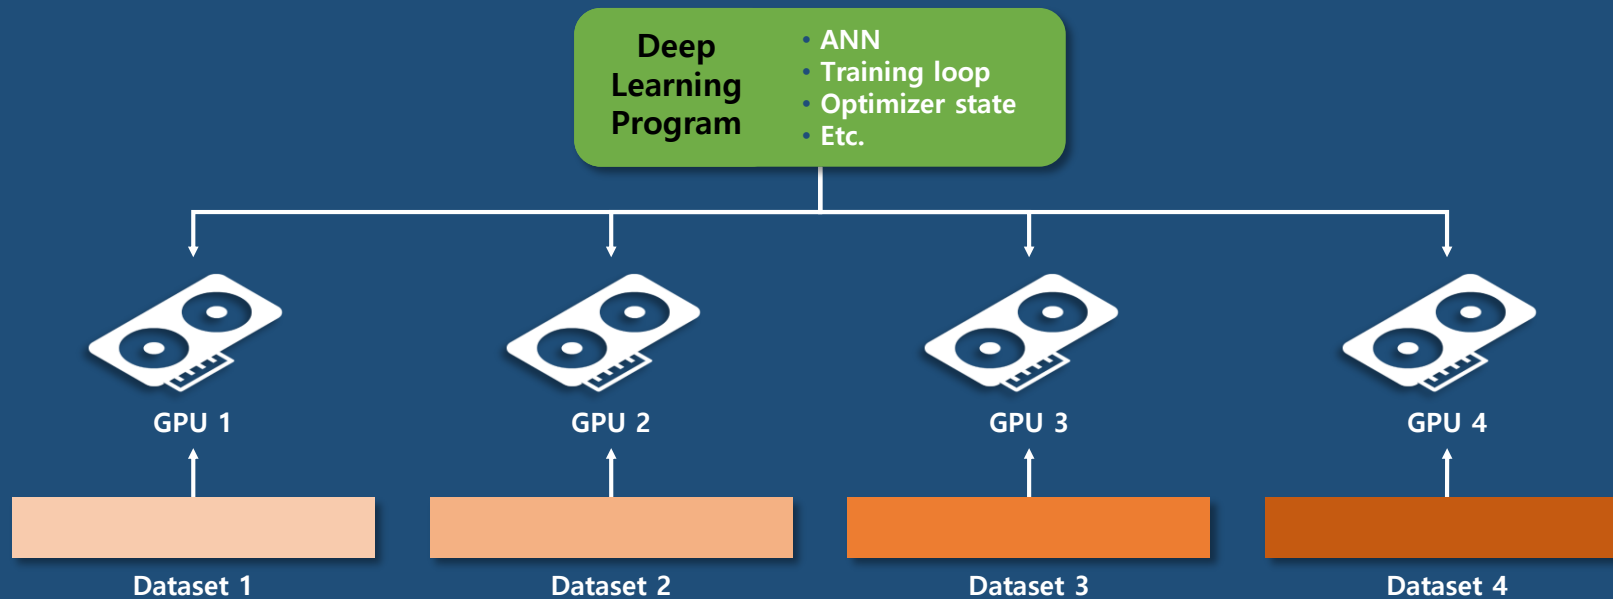 Deep
Learning
Program
• ANN
• Training loop
• Optimizer state
• Etc.
GPU 1
GPU 2
GPU 3
GPU 4
Dataset 1
Dataset 2
Dataset 3
Dataset 4